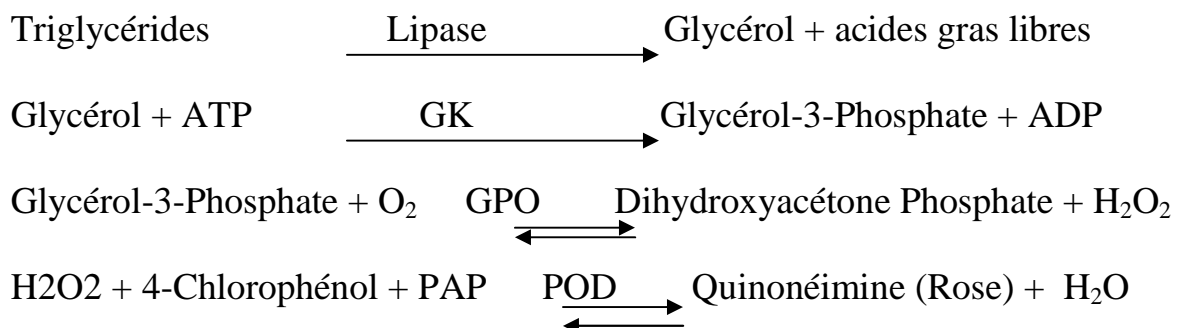 Triglycérides Lipase Glycérol + acides gras libres
Glycérol + ATP GK Glycérol-3-Phosphate + ADP
Glycérol-3-Phosphate + O₂ GPO Dihydroxyacétone Phosphate + H₂O₂
H2O2 + 4-Chlorophénol + PAP POD Quinonéimine (Rose) + H₂O